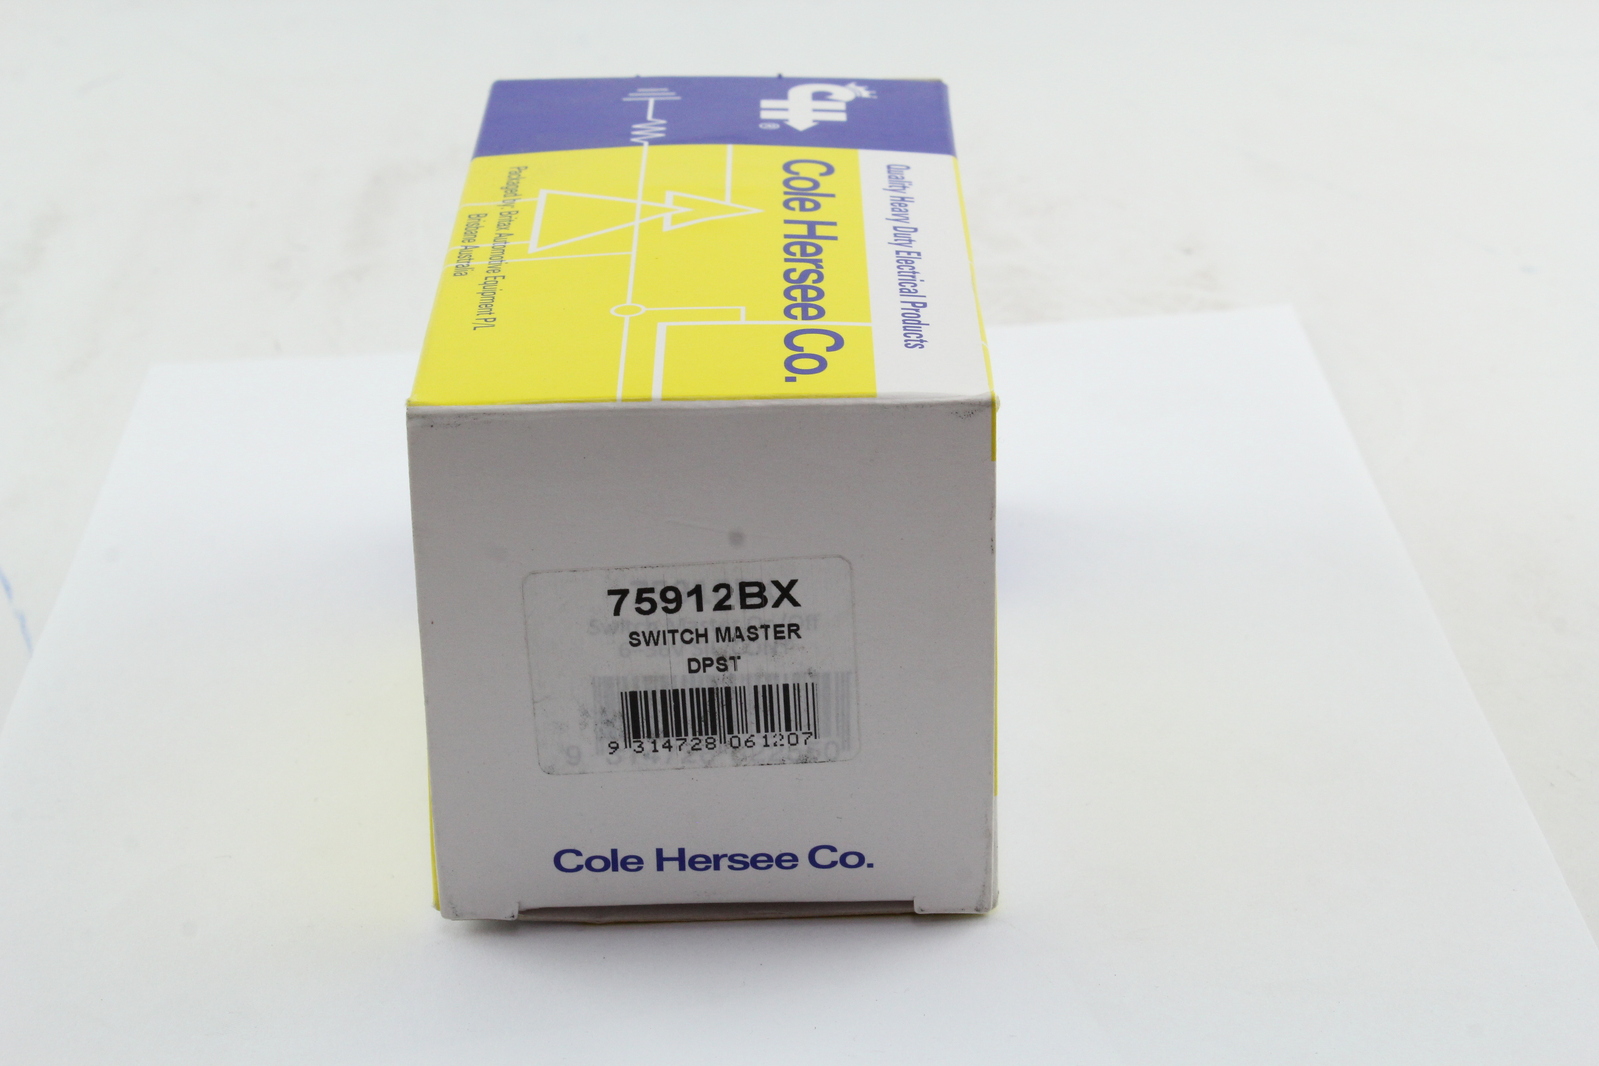 CH®
Cole Hersee Co.
Quality Heavy Duty Electrical Products
Packaged by: Britax Automotive Equipment P/L
Brisbane Australia
75912BX
SWITCH MASTER
DPST
9 314728 061207
Cole Hersee Co.